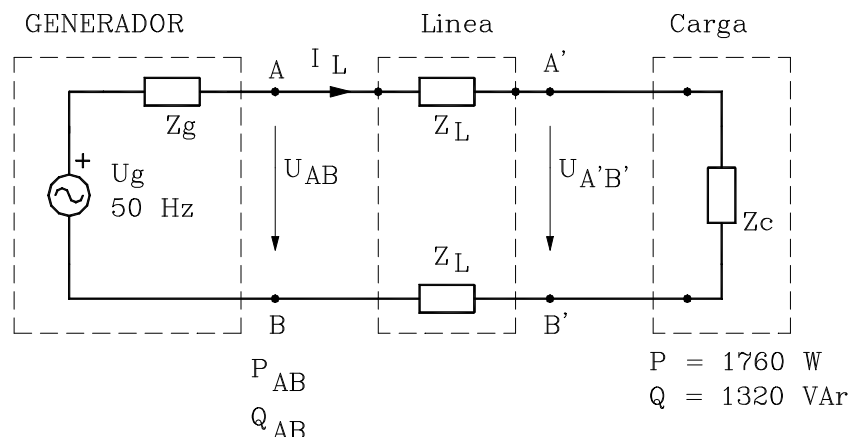 GENERADOR
Linea
Carga
A
I L
A'
Zg
Z L
+
Ug
50 Hz
U AB
U A'B'
Zc
Z L
B
B'
P AB
Q AB
P = 1760 W
Q = 1320 VAr